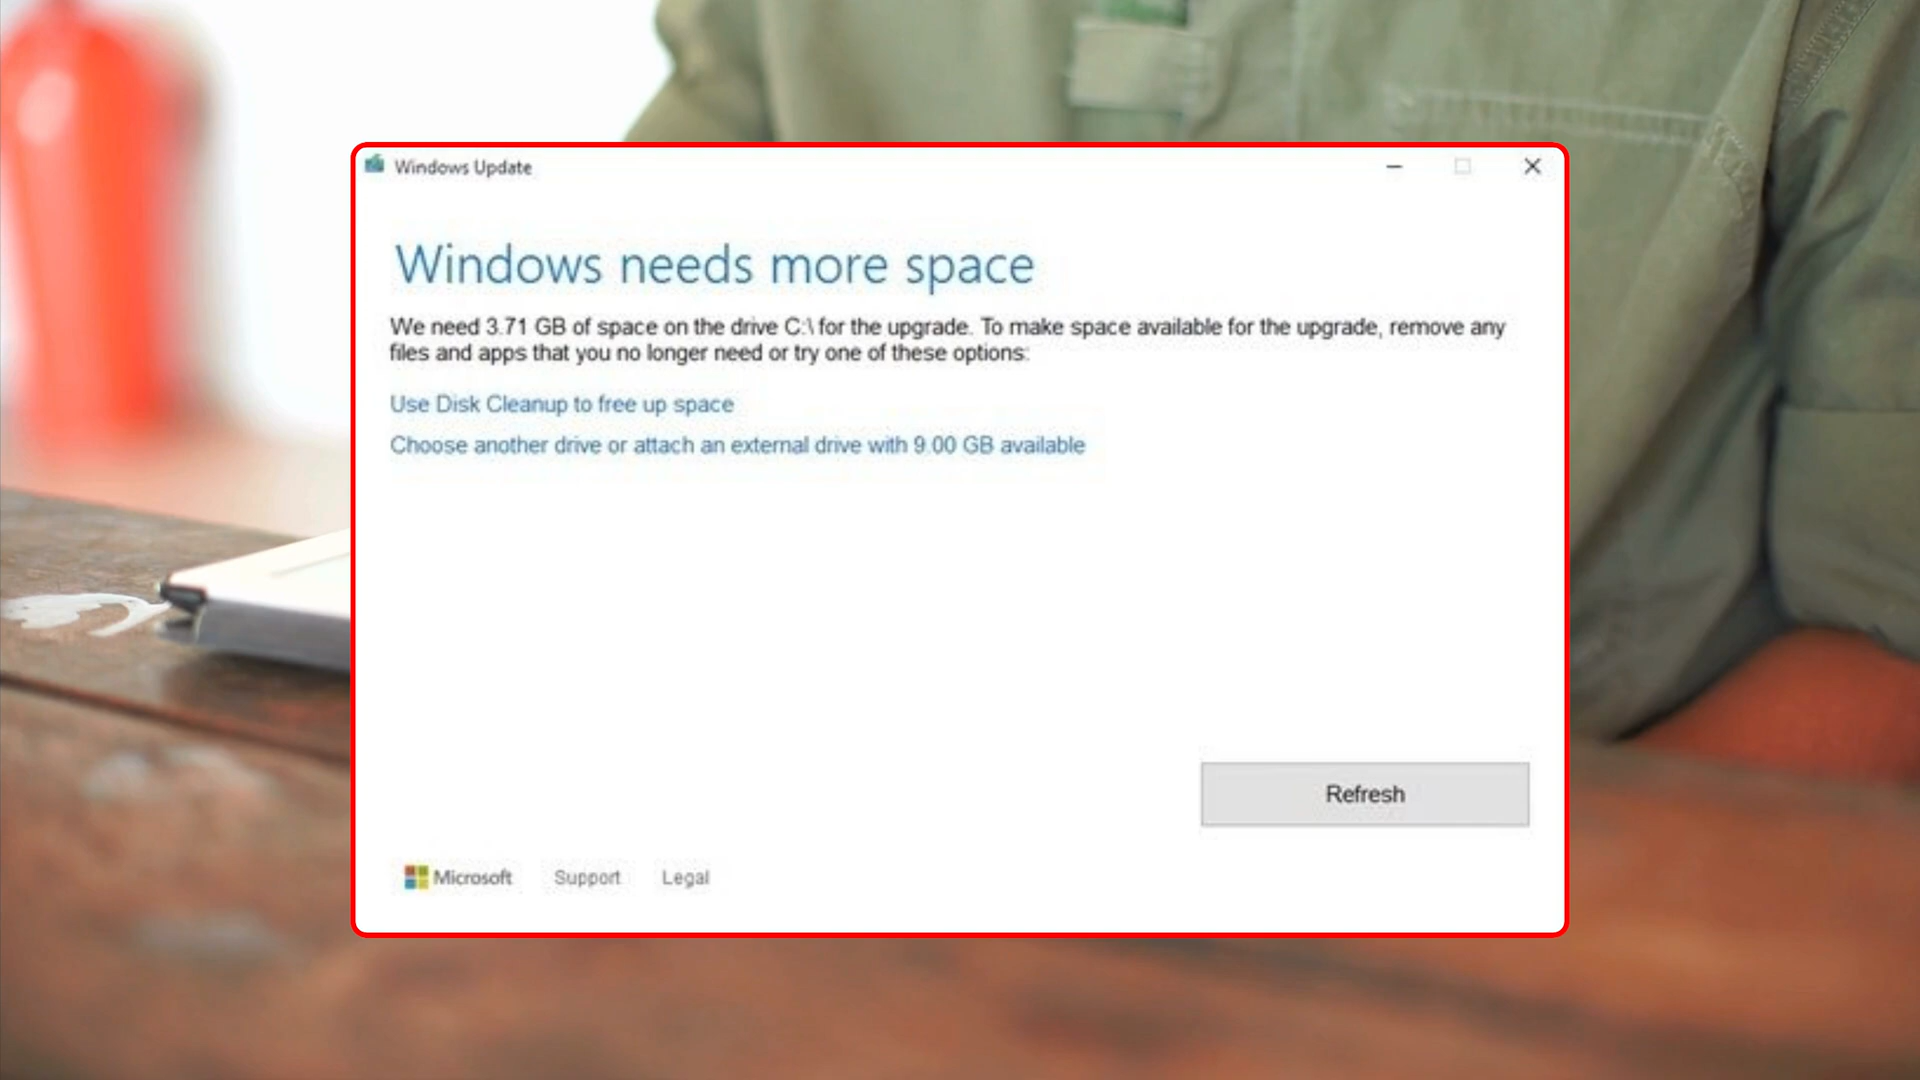 Windows Update
Windows needs more space
We need 3.71 GB of space on the drive C:\ for the upgrade. To make space available for the upgrade, remove any
files and apps that you no longer need or try one of these options:
Use Disk Cleanup to free up space
Choose another drive or attach an external drive with 9.00 GB available
Refresh
Microsoft Support Legal